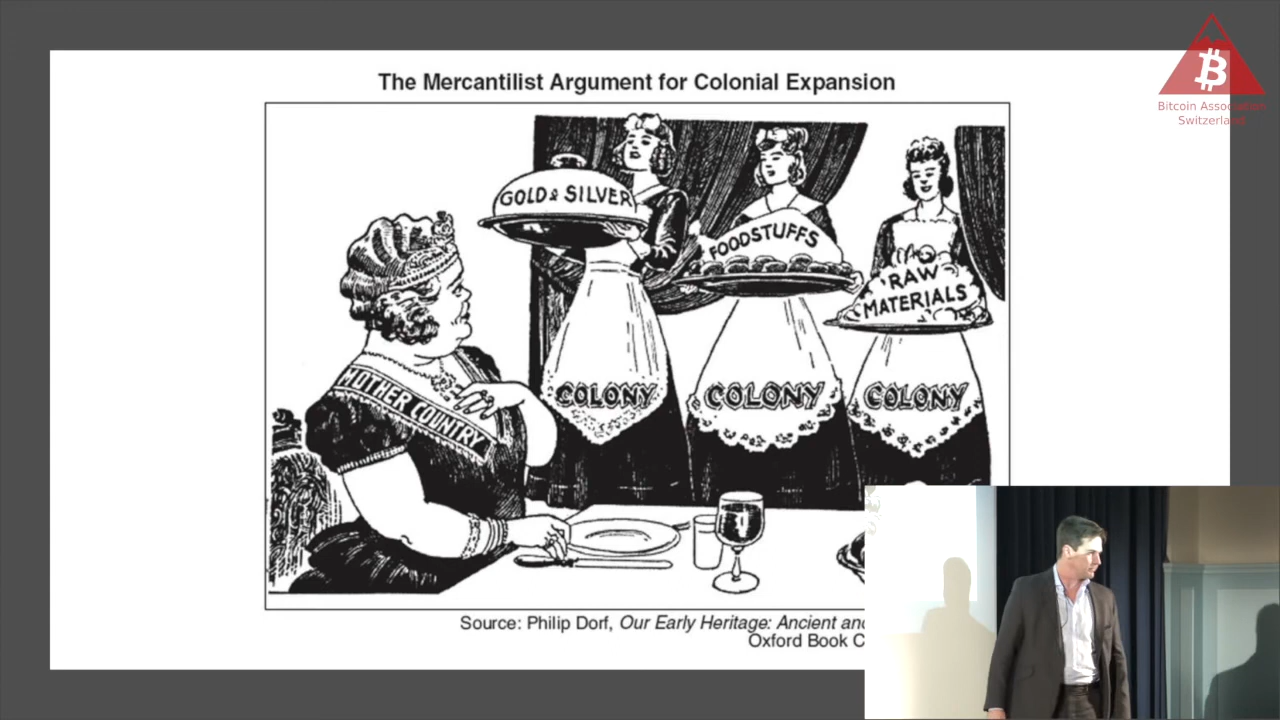 The Mercantilist Argument for Colonial Expansion
Bitcoin Association
Switzerland
GOLD & SILVER
FOODSTUFFS
RAW
MATERIALS
MOTHER COUNTRY
COLONY
COLONY
COLONY
Source: Philip Dorf, Our Early Heritage: Ancient and
Oxford Book C